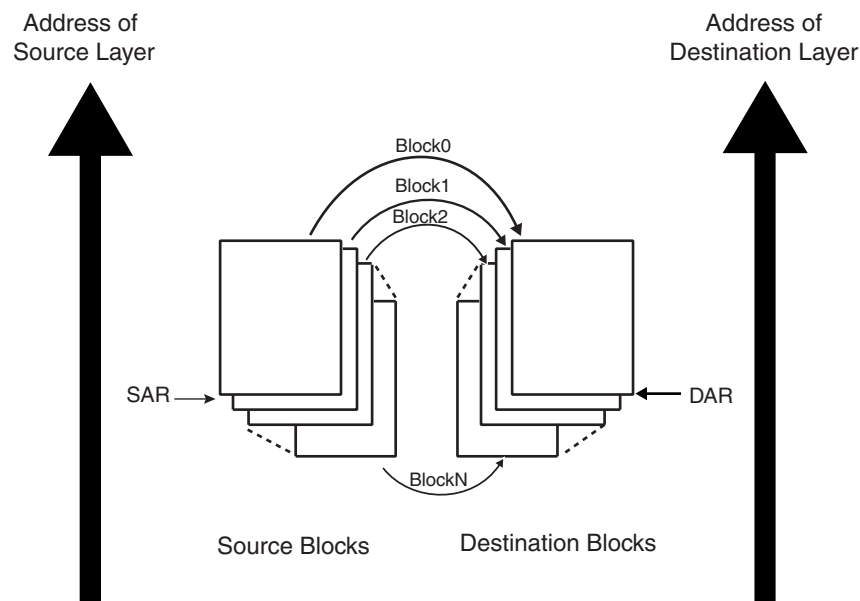 Address of
Source Layer
Address of
Destination Layer
Block0
Block1
Block2
SAR
DAR
BlockN
Source Blocks
Destination Blocks